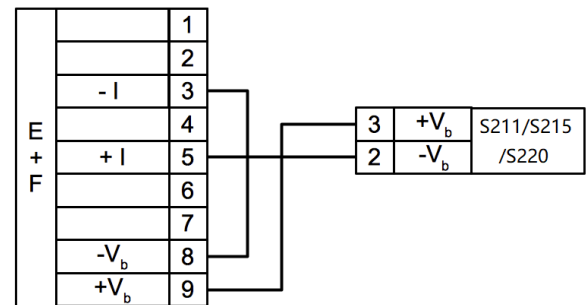 1
2
- I 3
4
+ I 5
6
7
-Vb 8
+Vb 9
E
+
F
3 +Vb
2 -Vb
S211/S215
/S220